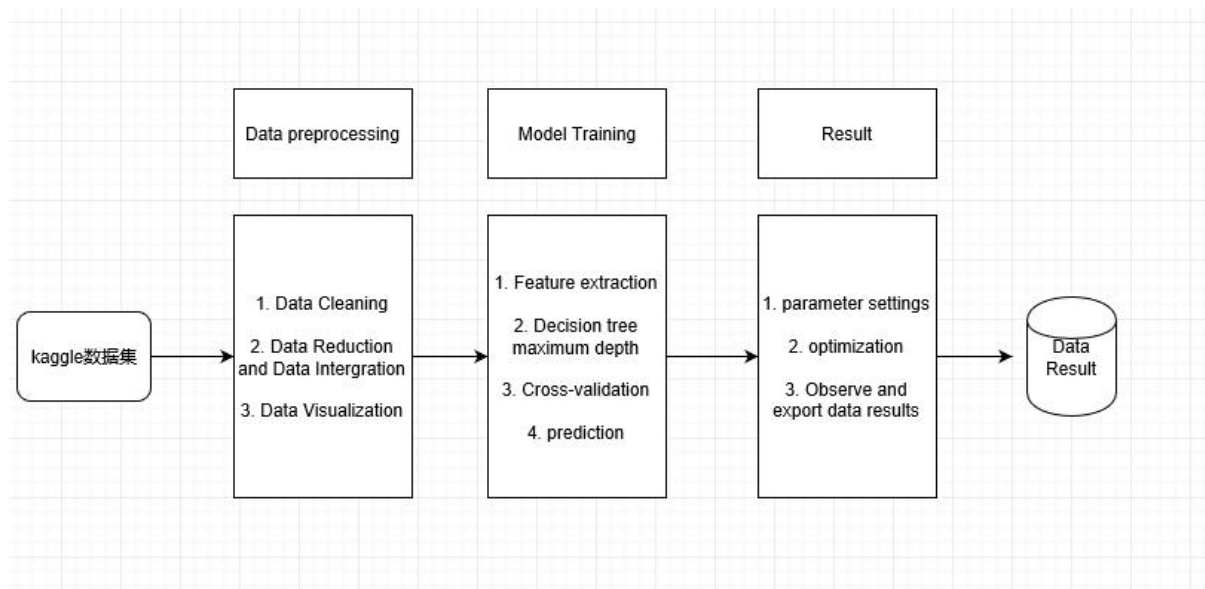 Data preprocessing
Model Training
Result
kaggle数据集
1. Data Cleaning
2. Data Reduction
and Data Intergration
3. Data Visualization
1. Feature extraction
2. Decision tree
maximum depth
3. Cross-validation
4. prediction
1. parameter settings
2. optimization
3. Observe and
export data results
Data
Result